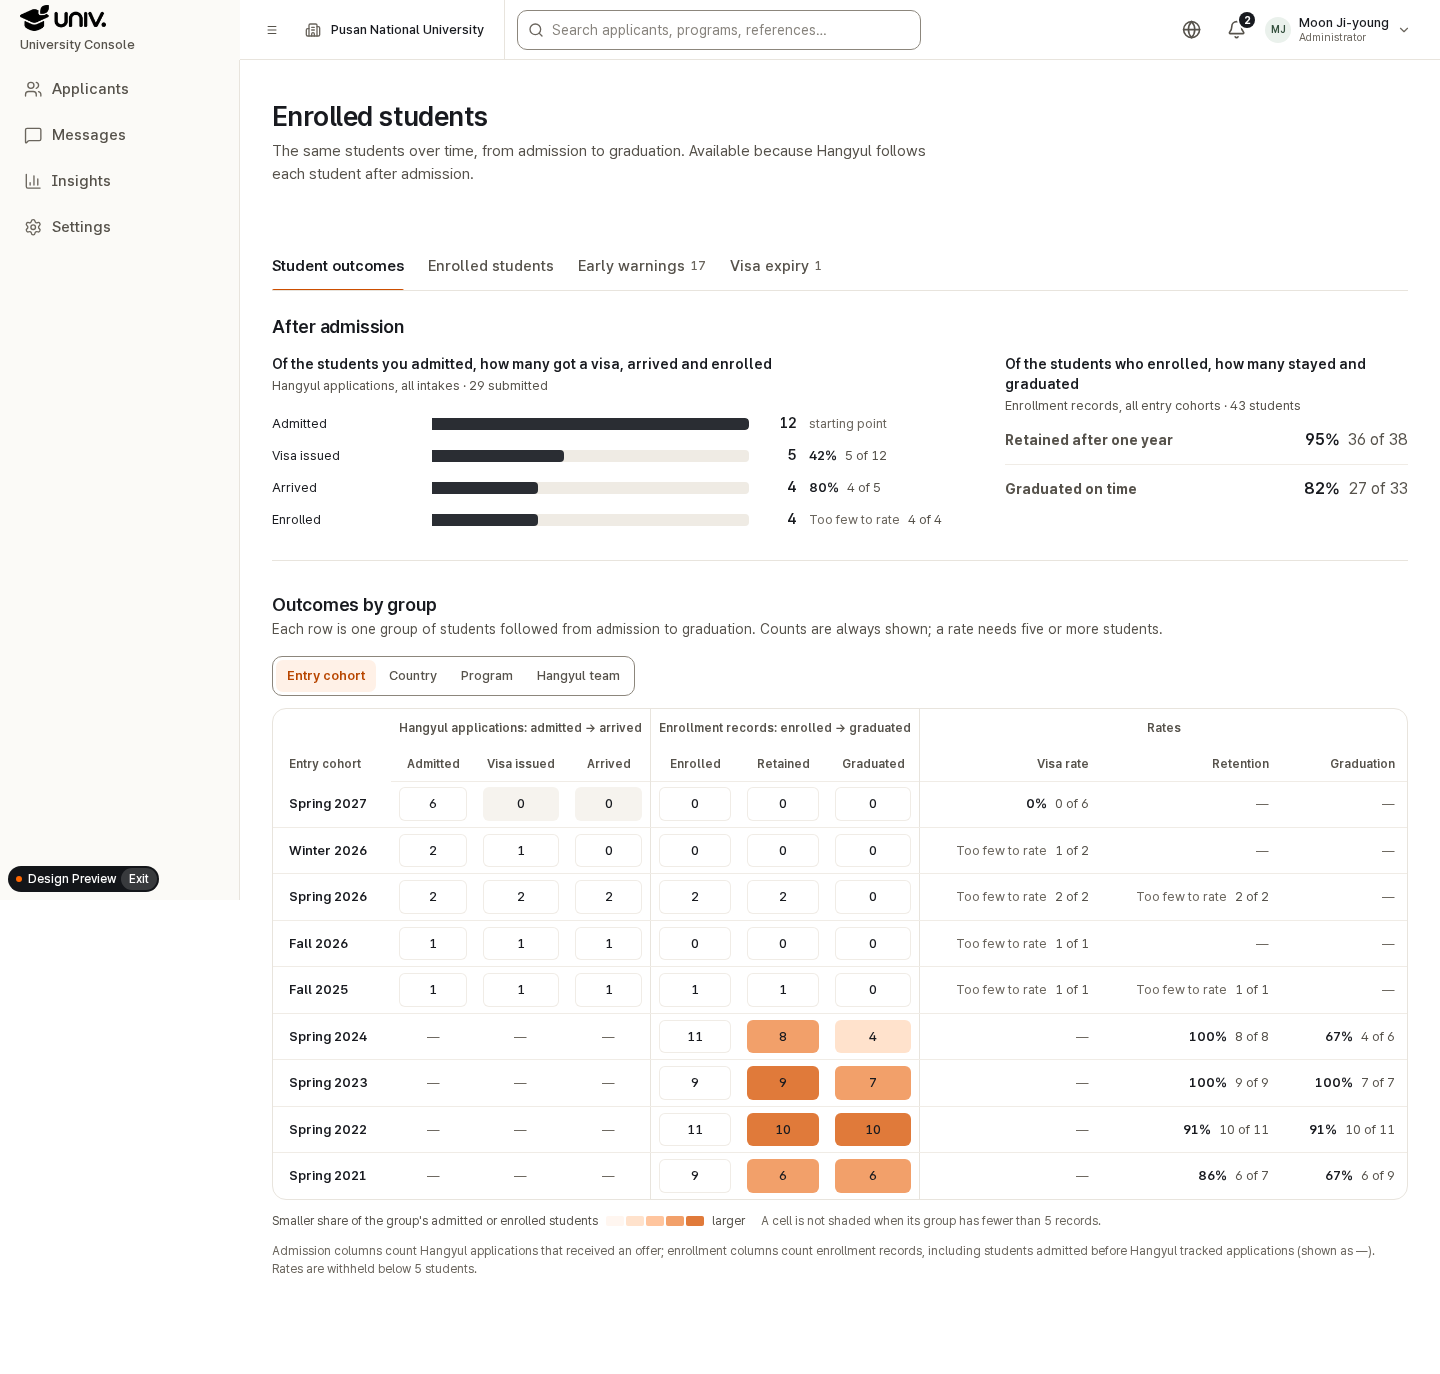 UNIV.
University Console
Applicants
Messages
Insights
Settings
Design Preview Exit
Pusan National University
Search applicants, programs, references...
2
MJ
Moon Ji-young
Administrator
Enrolled students
The same students over time, from admission to graduation. Available because Hangyul follows
each student after admission.
Student outcomes Enrolled students Early warnings 17 Visa expiry 1
After admission
Of the students you admitted, how many got a visa, arrived and enrolled
Hangyul applications, all intakes · 29 submitted
Admitted 12 starting point
Visa issued 5 42% 5 of 12
Arrived 4 80% 4 of 5
Enrolled 4 Too few to rate 4 of 4
Of the students who enrolled, how many stayed and
graduated
Enrollment records, all entry cohorts · 43 students
Retained after one year 95% 36 of 38
Graduated on time 82% 27 of 33
Outcomes by group
Each row is one group of students followed from admission to graduation. Counts are always shown; a rate needs five or more students.
Entry cohort Country Program Hangyul team
Hangyul applications: admitted → arrived Enrollment records: enrolled → graduated Rates
Entry cohort Admitted Visa issued Arrived Enrolled Retained Graduated Visa rate Retention Graduation
Spring 2027 6 0 0 0 0 0 0% 0 of 6 — —
Winter 2026 2 1 0 0 0 0 Too few to rate 1 of 2 — —
Spring 2026 2 2 2 2 2 0 Too few to rate 2 of 2 Too few to rate 2 of 2 —
Fall 2026 1 1 1 0 0 0 Too few to rate 1 of 1 — —
Fall 2025 1 1 1 1 1 0 Too few to rate 1 of 1 Too few to rate 1 of 1 —
Spring 2024 — — — 11 8 4 — 100% 8 of 8 67% 4 of 6
Spring 2023 — — — 9 9 7 — 100% 9 of 9 100% 7 of 7
Spring 2022 — — — 11 10 10 — 91% 10 of 11 91% 10 of 11
Spring 2021 — — — 9 6 6 — 86% 6 of 7 67% 6 of 9
Smaller share of the group's admitted or enrolled students larger A cell is not shaded when its group has fewer than 5 records.
Admission columns count Hangyul applications that received an offer; enrollment columns count enrollment records, including students admitted before Hangyul tracked applications (shown as —).
Rates are withheld below 5 students.